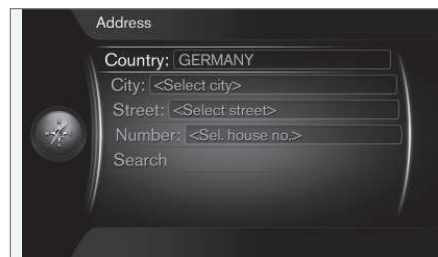 Address
Country: GERMANY
City: <Select city>
Street: <Select street>
Number: <Sel. house no.>
Search